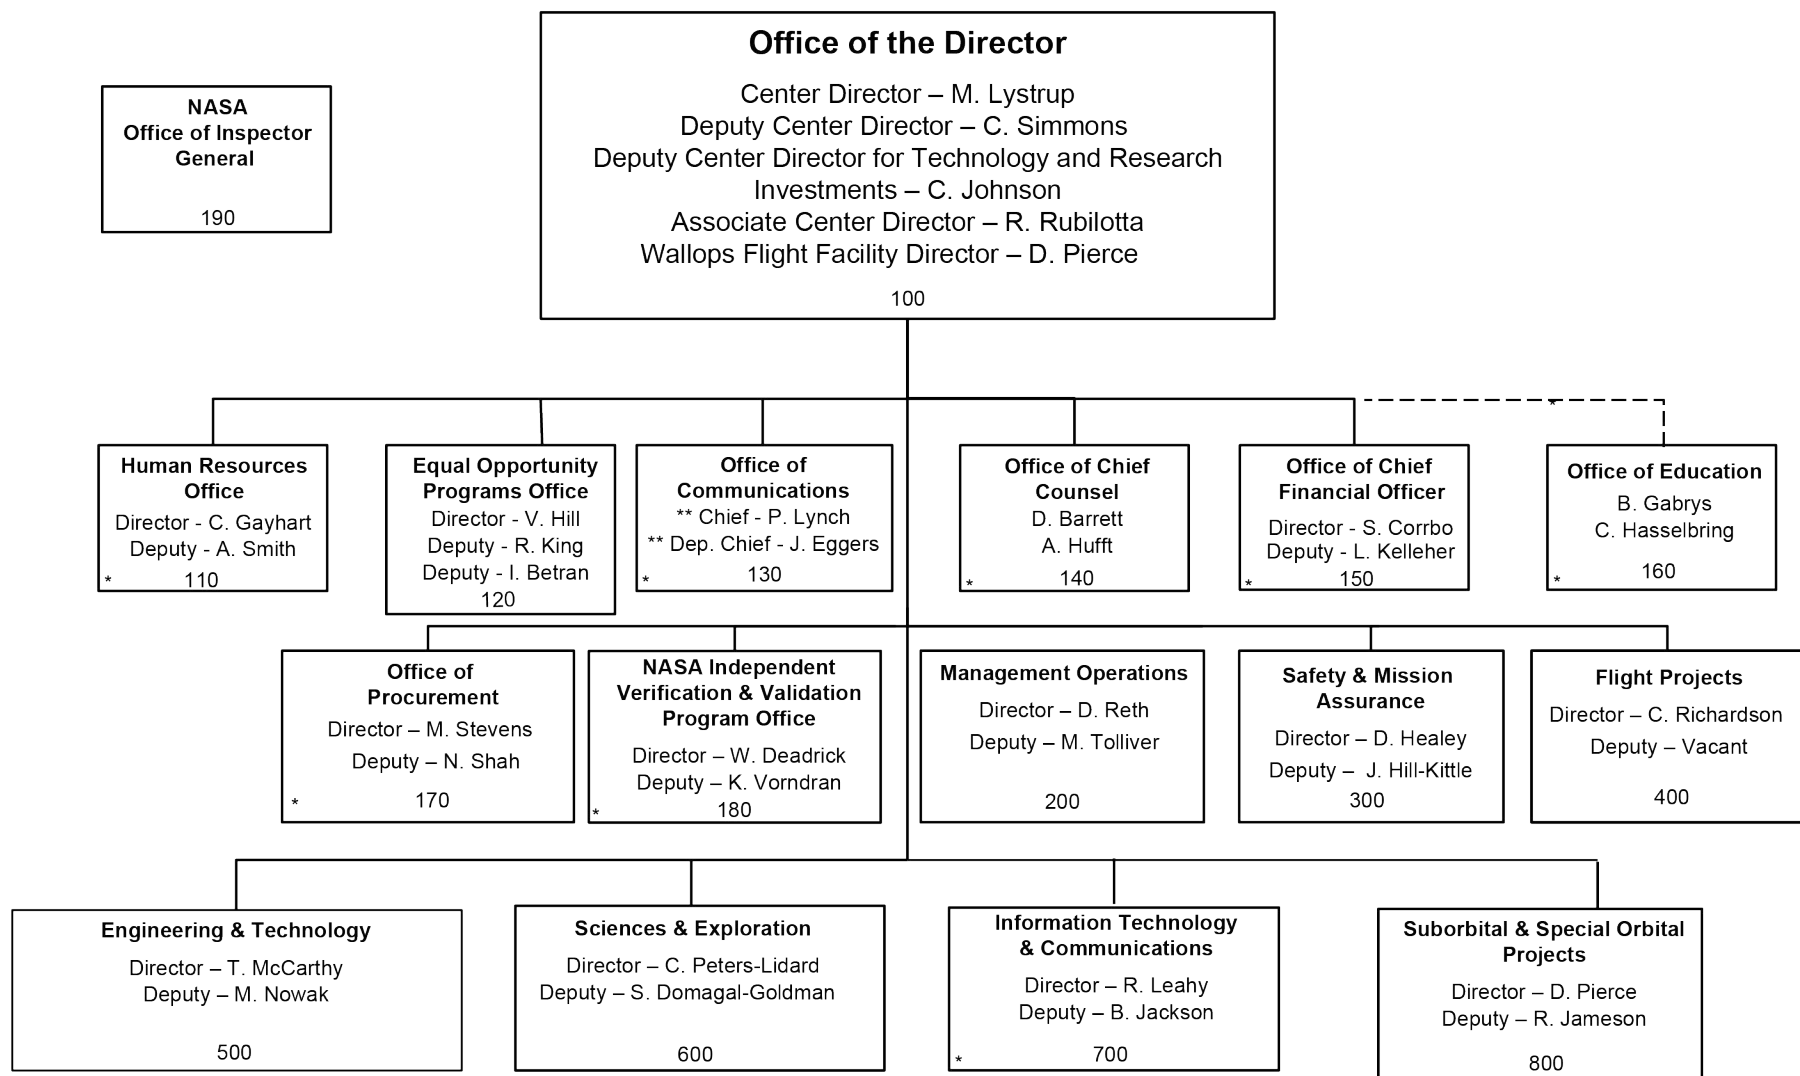 Office of the Director
Center Director – M. Lystrup
Deputy Center Director – C. Simmons
Deputy Center Director for Technology and Research
Investments – C. Johnson
Associate Center Director – R. Rubilotta
Wallops Flight Facility Director – D. Pierce
100
NASA
Office of Inspector
General
190
*
Human Resources
Office
Director - C. Gayhart
Deputy - A. Smith
* 110
Equal Opportunity
Programs Office
Director - V. Hill
Deputy - R. King
Deputy - I. Betran
120
Office of
Communications
** Chief - P. Lynch
** Dep. Chief - J. Eggers
* 130
Office of Chief
Counsel
D. Barrett
A. Hufft
* 140
Office of Chief
Financial Officer
Director - S. Corrbo
Deputy - L. Kelleher
* 150
Office of Education
B. Gabrys
C. Hasselbring
* 160
Office of
Procurement
Director – M. Stevens
Deputy – N. Shah
* 170
NASA Independent
Verification & Validation
Program Office
Director – W. Deadrick
Deputy – K. Vorndran
* 180
Management Operations
Director – D. Reth
Deputy – M. Tolliver
200
Safety & Mission
Assurance
Director – D. Healey
Deputy – J. Hill-Kittle
300
Flight Projects
Director – C. Richardson
Deputy – Vacant
400
Engineering & Technology
Director – T. McCarthy
Deputy – M. Nowak
500
Sciences & Exploration
Director – C. Peters-Lidard
Deputy – S. Domagal-Goldman
600
Information Technology
& Communications
Director – R. Leahy
Deputy – B. Jackson
* 700
Suborbital & Special Orbital
Projects
Director – D. Pierce
Deputy – R. Jameson
800